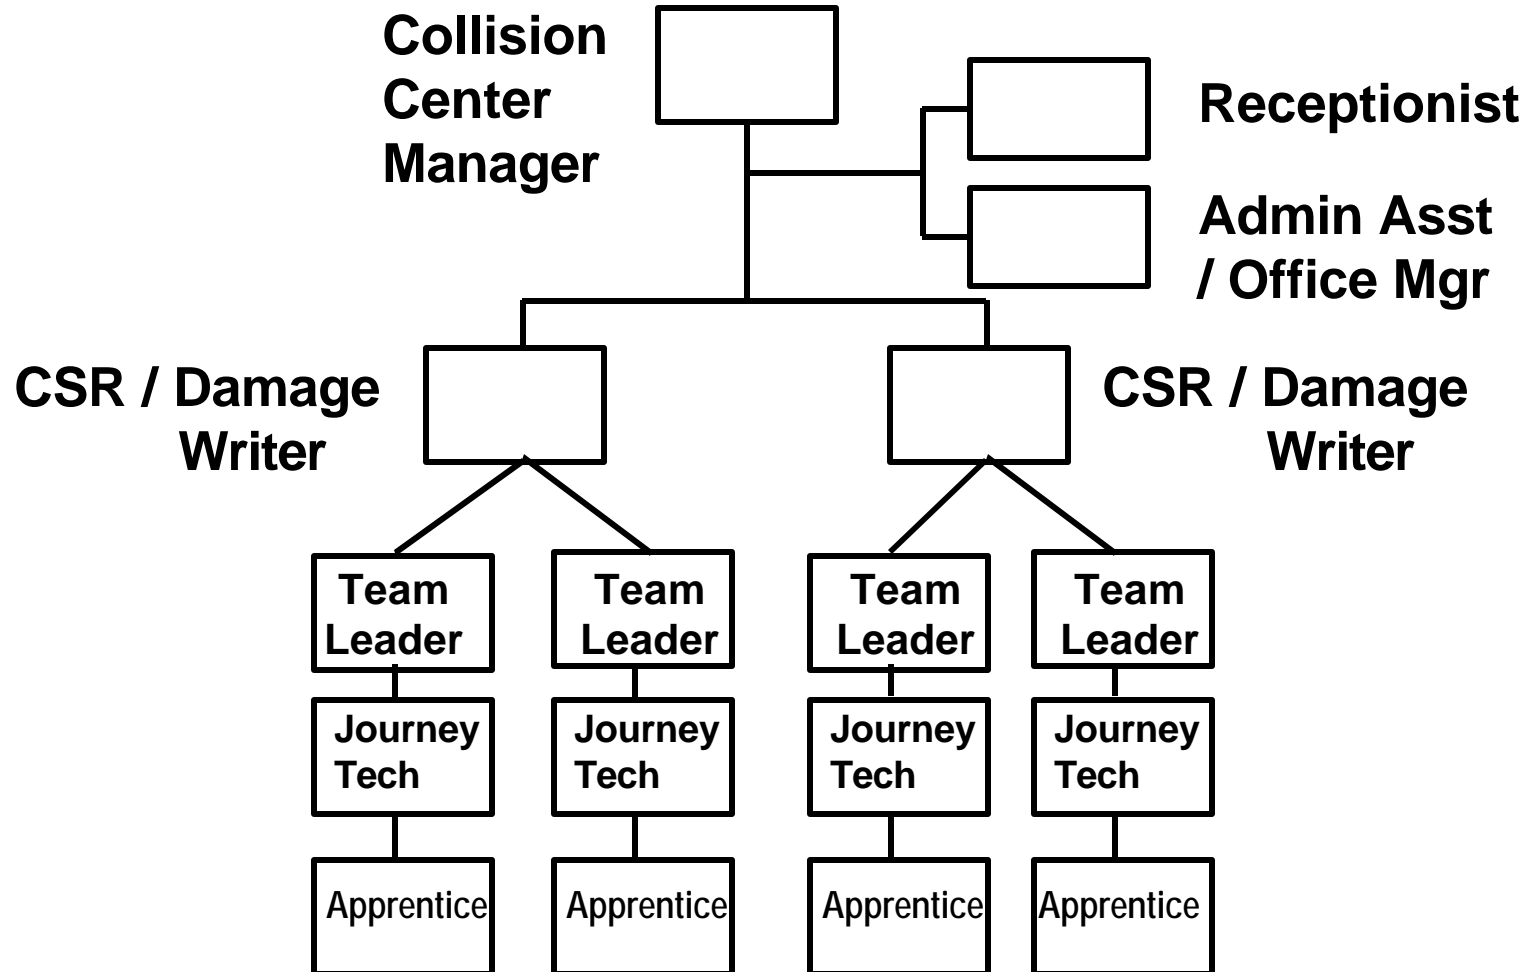 Collision
Center
Manager
Receptionist
Admin Asst
/ Office Mgr
CSR / Damage
Writer
CSR / Damage
Writer
Team
Leader
Team
Leader
Team
Leader
Team
Leader
Journey
Tech
Journey
Tech
Journey
Tech
Journey
Tech
Apprentice
Apprentice
Apprentice
Apprentice